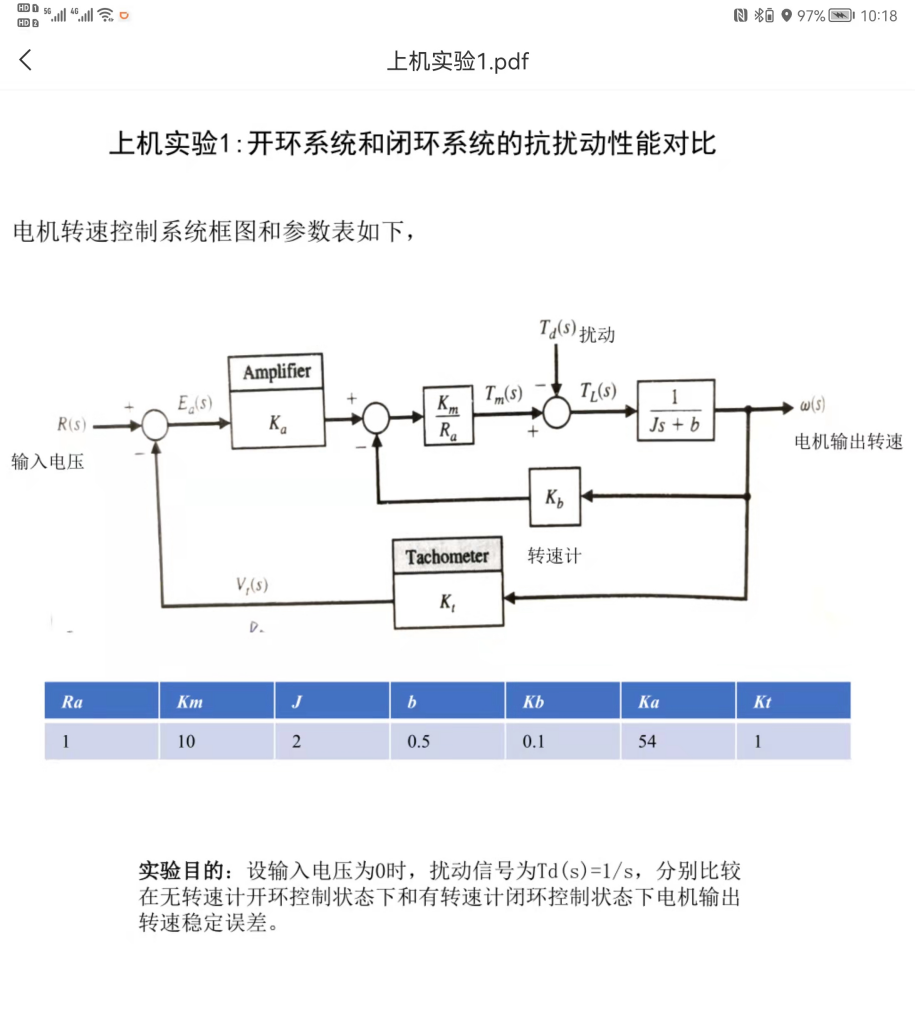 HD 1 5G 4G 97% 10:18
HD 2
上机实验1.pdf
上机实验1:开环系统和闭环系统的抗扰动性能对比
电机转速控制系统框图和参数表如下,
Td(s) 扰动
Amplifier
R(s) + Ea(s) Ka + Km/Ra Tm(s) − TL(s) 1/(Js + b) ω(s)
输入电压 − − + 电机输出转速
Kb
Tachometer 转速计
Vt(s) Kt
Ra Km J b Kb Ka Kt
1 10 2 0.5 0.1 54 1
实验目的：设输入电压为0时，扰动信号为Td(s)=1/s，分别比较
在无转速计开环控制状态下和有转速计闭环控制状态下电机输出
转速稳定误差。